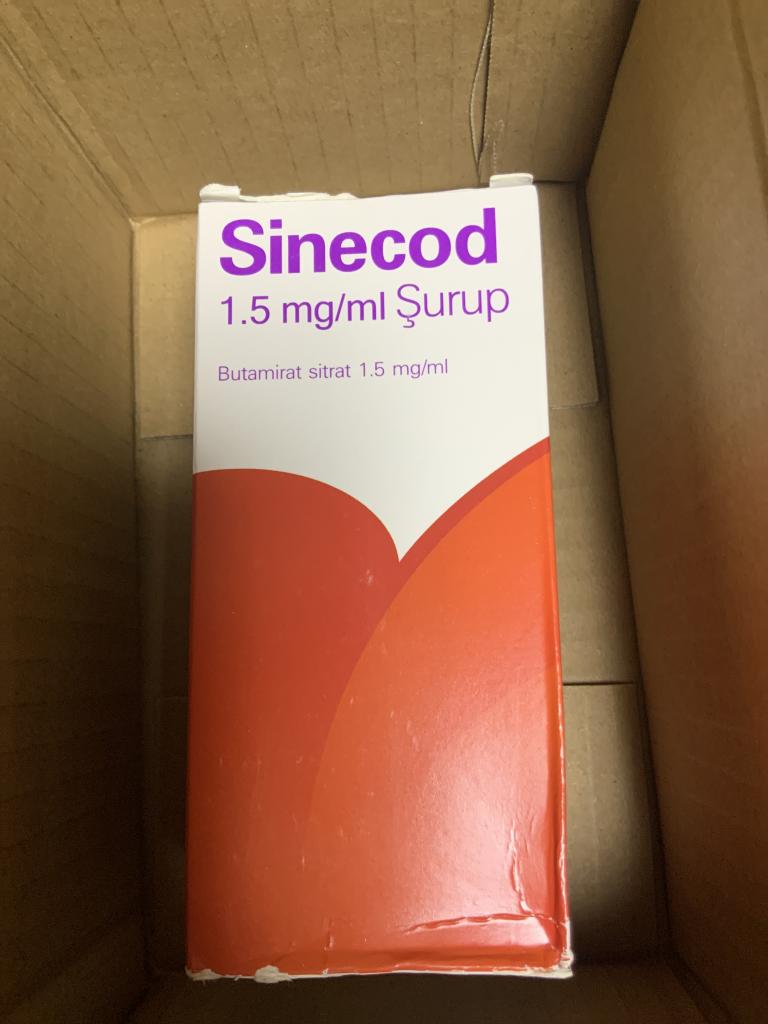 Sinecod
1.5 mg/ml Şurup
Butamirat sitrat 1.5 mg/ml